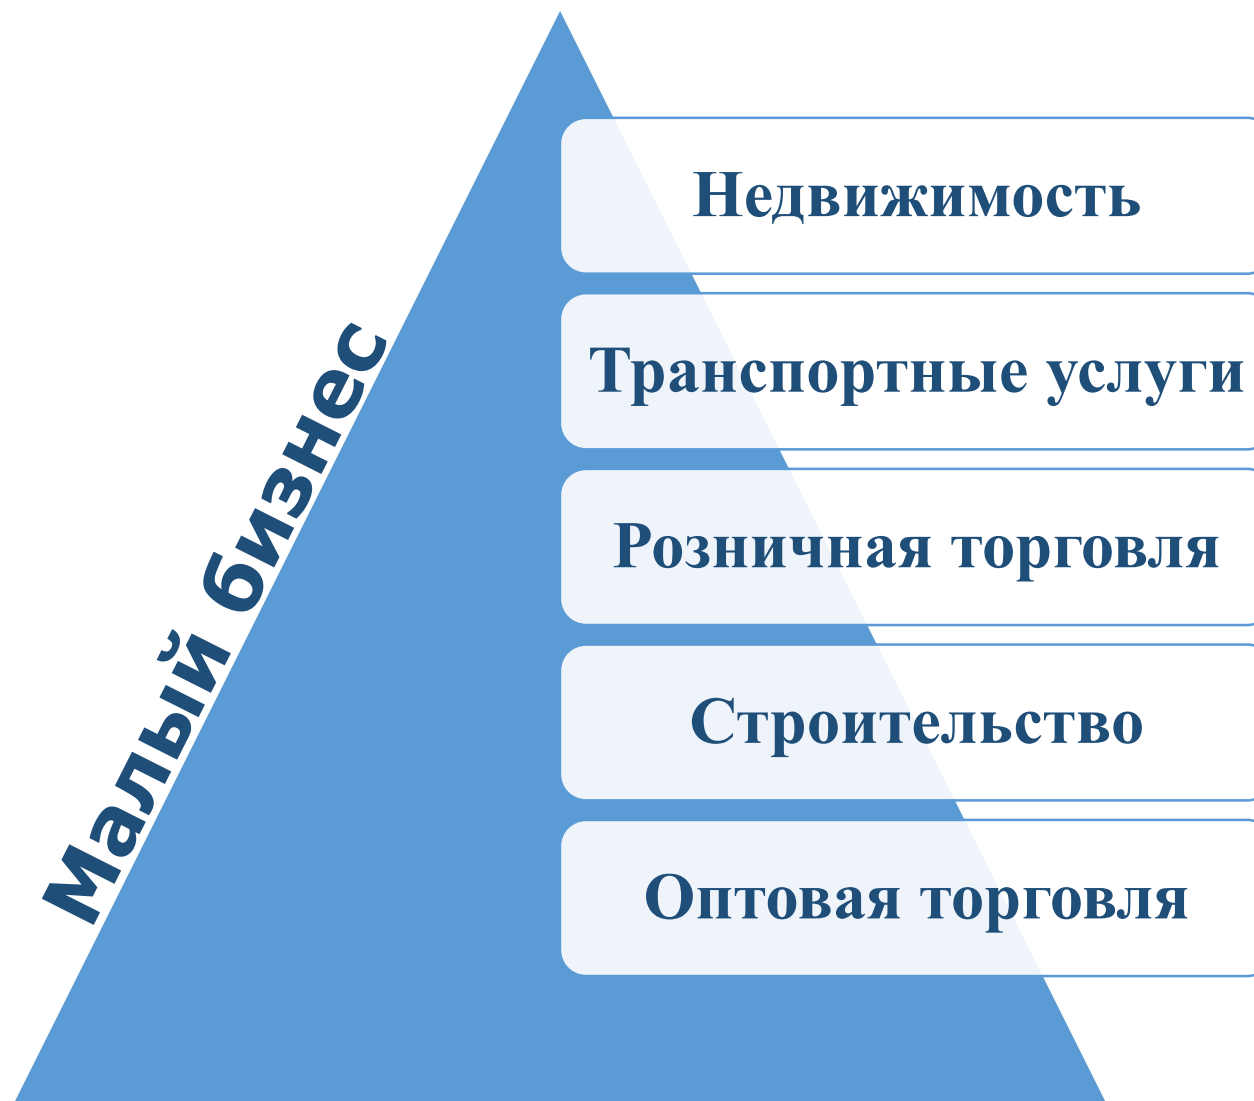 Малый бизнес
Недвижимость
Транспортные услуги
Розничная торговля
Строительство
Оптовая торговля